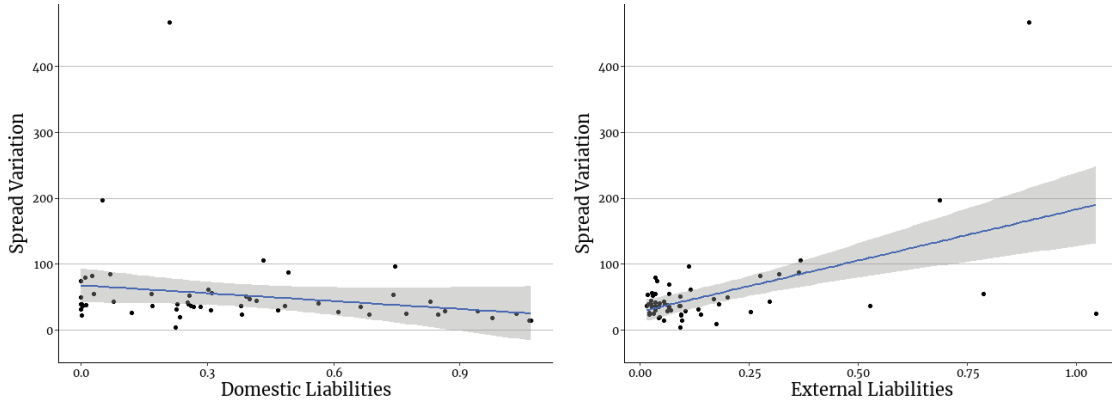 Spread Variation
400
300
200
100
0
0.0 0.3 0.6 0.9
Domestic Liabilities
Spread Variation
400
300
200
100
0
0.00 0.25 0.50 0.75 1.00
External Liabilities